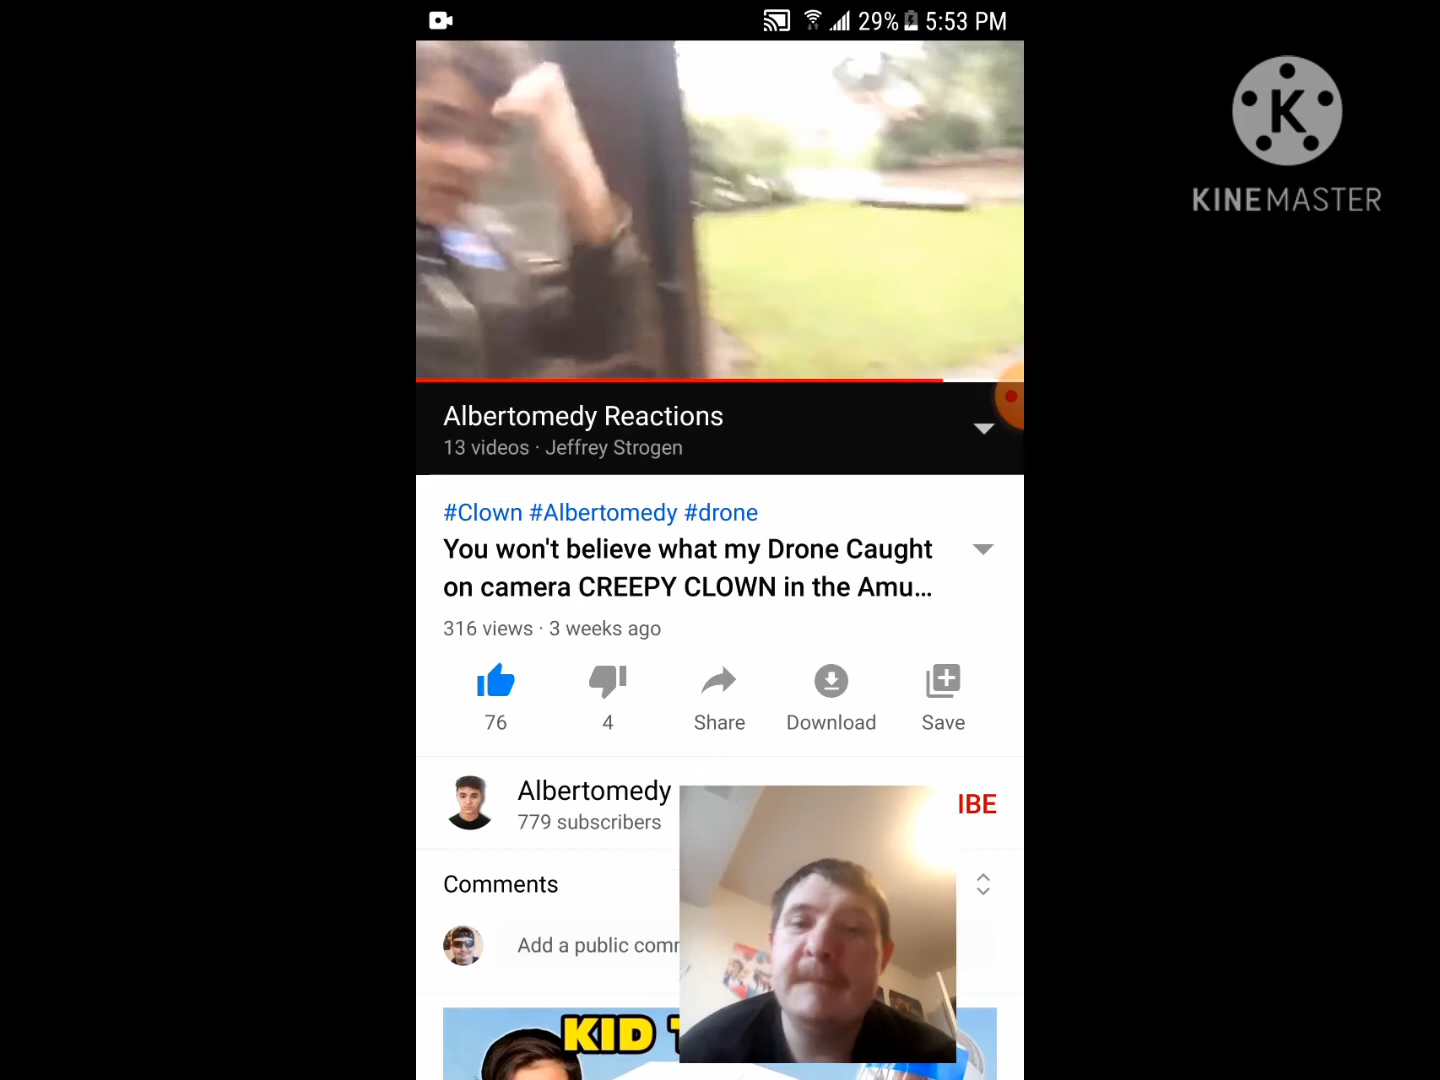 29% 5:53 PM
K
KINEMASTER
Albertomedy Reactions
13 videos · Jeffrey Strogen
#Clown #Albertomedy #drone
You won't believe what my Drone Caught
on camera CREEPY CLOWN in the Amu...
316 views · 3 weeks ago
76
4
Share
Download
Save
Albertomedy
IBE
779 subscribers
Comments
Add a public comm
KID